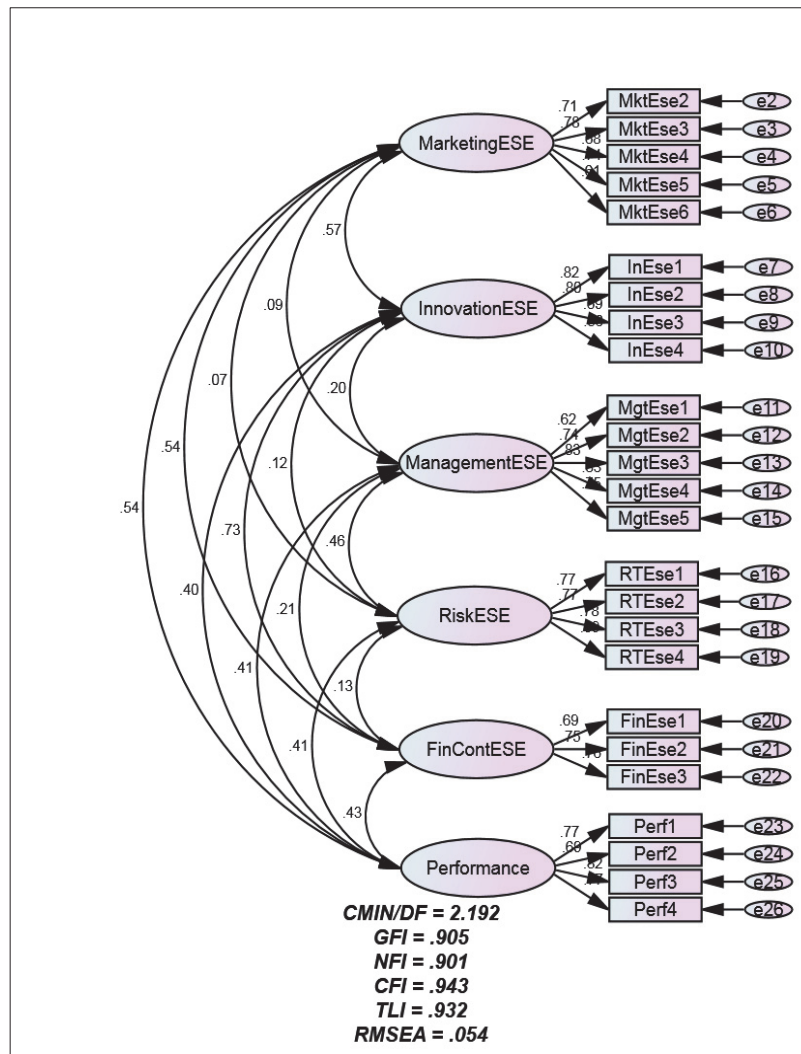 .71
MktEse2
e2
.78
MktEse3
e3
MktEse4
e4
MktEse5
e5
MktEse6
e6
MarketingESE
.57
.82
InEse1
e7
.80
InEse2
e8
InEse3
e9
InEse4
e10
InnovationESE
.09
.20
.07
.62
MgtEse1
e11
.74
MgtEse2
e12
.83
MgtEse3
e13
MgtEse4
e14
MgtEse5
e15
ManagementESE
.54
.12
.54
.73
.46
.40
.77
RTEse1
e16
.77
RTEse2
e17
.78
RTEse3
e18
RTEse4
e19
RiskESE
.21
.41
.13
.69
FinEse1
e20
.75
FinEse2
e21
FinEse3
e22
FinContESE
.41
.43
.77
Perf1
e23
.69
Perf2
e24
.82
Perf3
e25
Perf4
e26
Performance
CMIN/DF = 2.192
GFI = .905
NFI = .901
CFI = .943
TLI = .932
RMSEA = .054